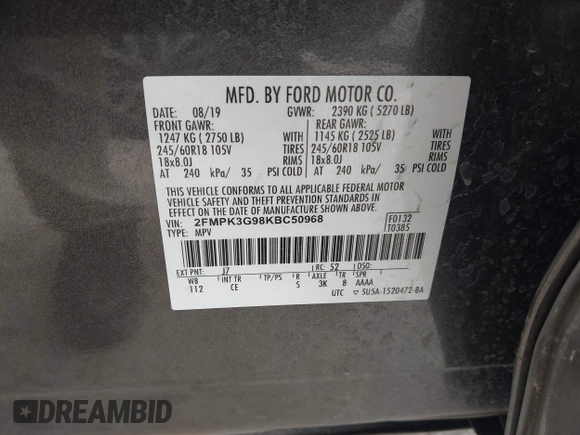 MFD. BY FORD MOTOR CO.
DATE: 08/19 GVWR: 2390 KG ( 5270 LB)
FRONT GAWR: REAR GAWR:
1247 KG ( 2750 LB) WITH 1145 KG ( 2525 LB) WITH
245/60R18 105V TIRES 245/60R18 105V TIRES
18x8.0J RIMS 18x8.0J RIMS
AT 240 kPa/ 35 PSI COLD AT 240 kPa/ 35 PSI COLD
THIS VEHICLE CONFORMS TO ALL APPLICABLE FEDERAL MOTOR
VEHICLE SAFETY AND THEFT PREVENTION STANDARDS IN
EFFECT ON THE DATE OF MANUFACTURE SHOWN ABOVE.
VIN: 2FMPK3G98KBC50968 F0132
TYPE: MPV T0385
EXT PNT: J7 RC: 52
WB INT TR TP/PS R AXLE TR SPR
112 CE S 3K 8 AAAA
UTC ▽ 5U5A-1520472-BA
DREAMBID